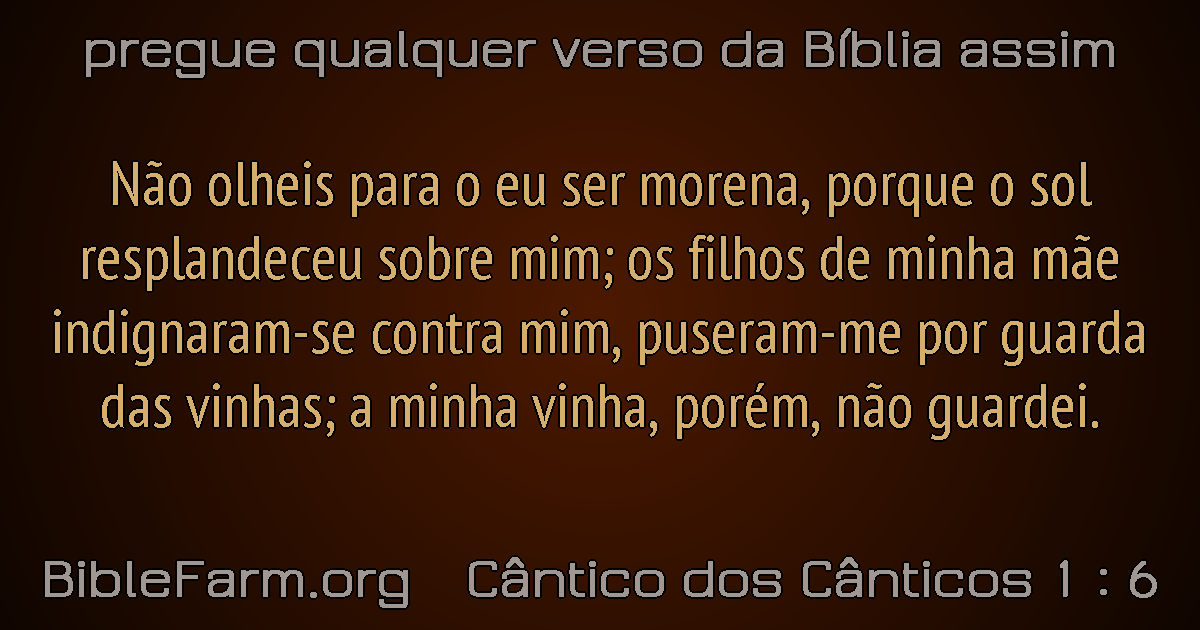 pregue qualquer verso da Bíblia assim
Não olheis para o eu ser morena, porque o sol
resplandeceu sobre mim; os filhos de minha mãe
indignaram-se contra mim, puseram-me por guarda
das vinhas; a minha vinha, porém, não guardei.
BibleFarm.org Cântico dos Cânticos 1 : 6